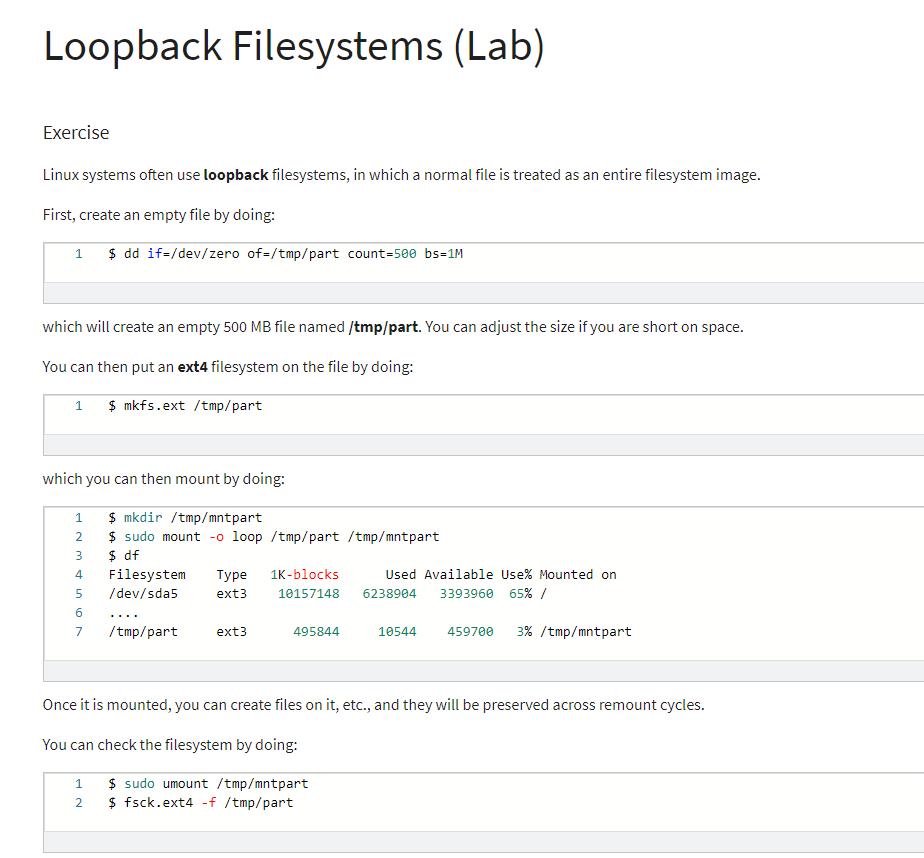 Loopback Filesystems (Lab)
Exercise
Linux systems often use loopback filesystems, in which a normal file is treated as an entire filesystem image.
First, create an empty file by doing:
1 $ dd if=/dev/zero of=/tmp/part count=500 bs=1M
which will create an empty 500 MB file named /tmp/part. You can adjust the size if you are short on space.
You can then put an ext4 filesystem on the file by doing:
1 $ mkfs.ext /tmp/part
which you can then mount by doing:
1 $ mkdir /tmp/mntpart
2 $ sudo mount -o loop /tmp/part /tmp/mntpart
3 $ df
4 Filesystem Type 1K-blocks Used Available Use% Mounted on
5 /dev/sda5 ext3 10157148 6238904 3393960 65% /
6 ....
7 /tmp/part ext3 495844 10544 459700 3% /tmp/mntpart
Once it is mounted, you can create files on it, etc., and they will be preserved across remount cycles.
You can check the filesystem by doing:
1 $ sudo umount /tmp/mntpart
2 $ fsck.ext4 -f /tmp/part